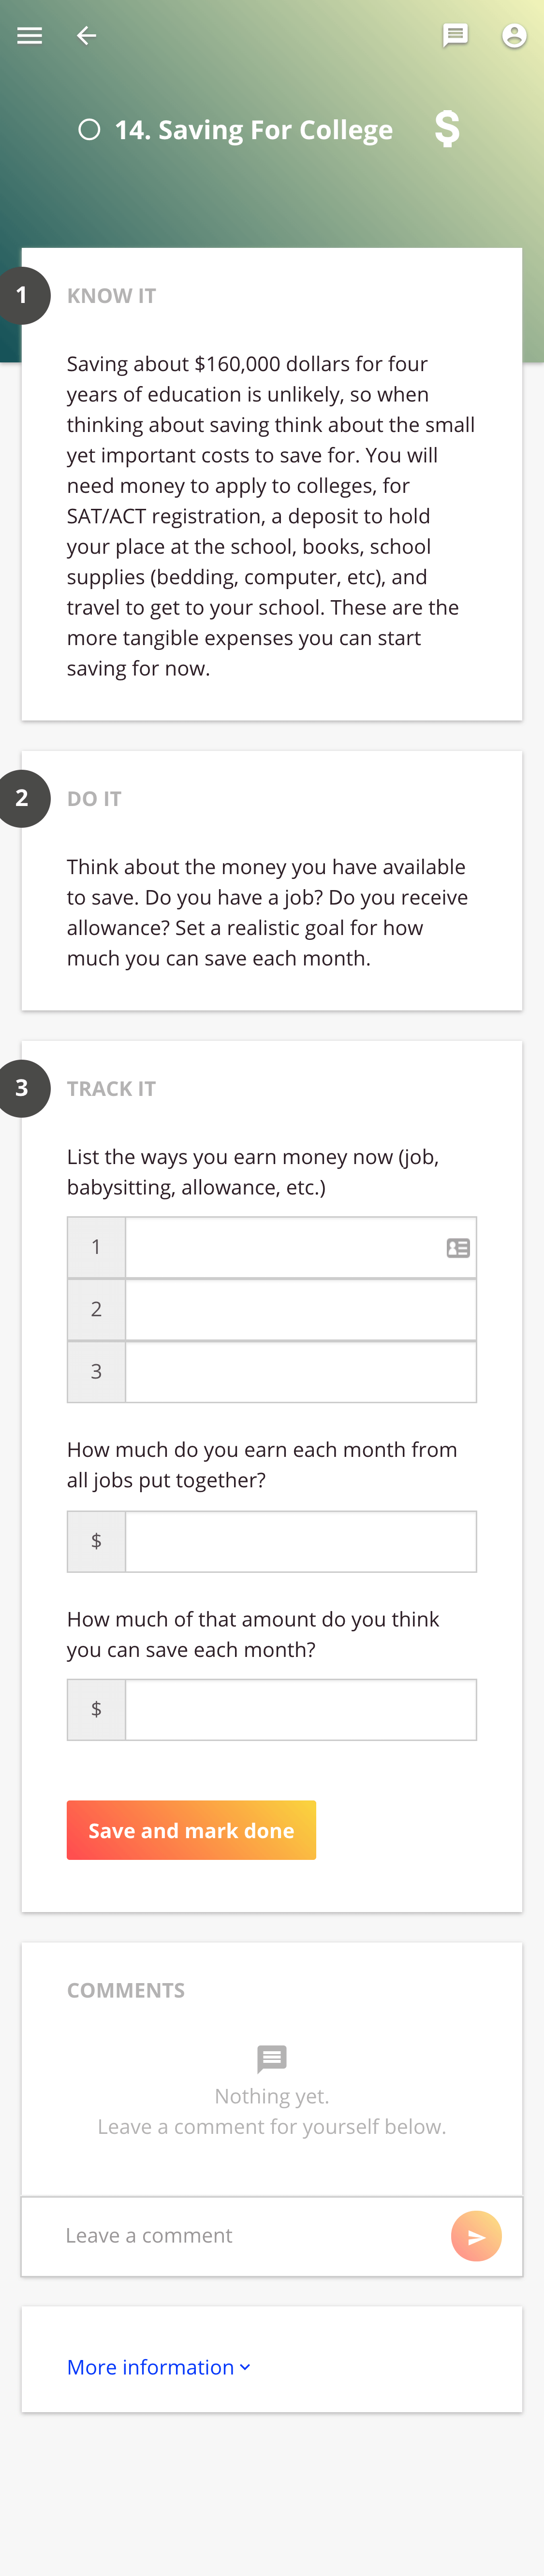 14. Saving For College $
1 KNOW IT
Saving about $160,000 dollars for four
years of education is unlikely, so when
thinking about saving think about the small
yet important costs to save for. You will
need money to apply to colleges, for
SAT/ACT registration, a deposit to hold
your place at the school, books, school
supplies (bedding, computer, etc), and
travel to get to your school. These are the
more tangible expenses you can start
saving for now.
2 DO IT
Think about the money you have available
to save. Do you have a job? Do you receive
allowance? Set a realistic goal for how
much you can save each month.
3 TRACK IT
List the ways you earn money now (job,
babysitting, allowance, etc.)
1
2
3
How much do you earn each month from
all jobs put together?
$
How much of that amount do you think
you can save each month?
$
Save and mark done
COMMENTS
Nothing yet.
Leave a comment for yourself below.
Leave a comment
More information